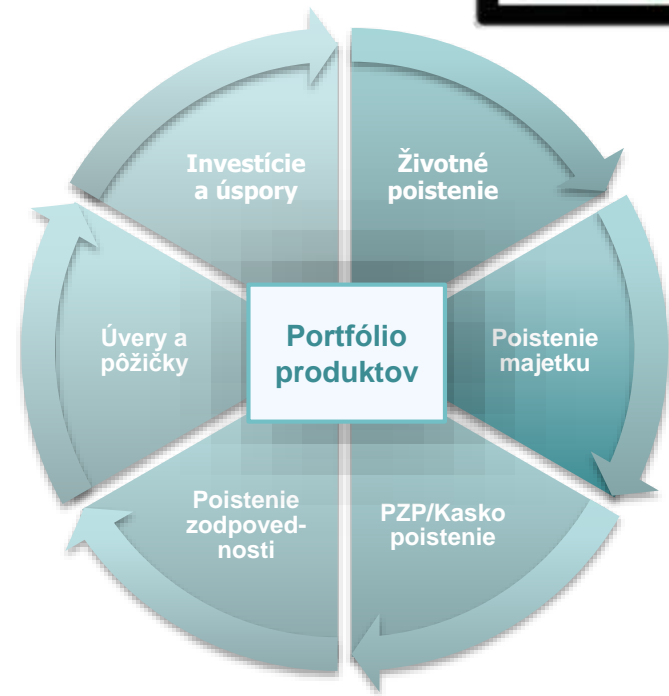 Investície
a úspory
Životné
poistenie
Úvery a
pôžičky
Portfólio
produktov
Poistenie
majetku
Poistenie
zodpoved-
nosti
PZP/Kasko
poistenie